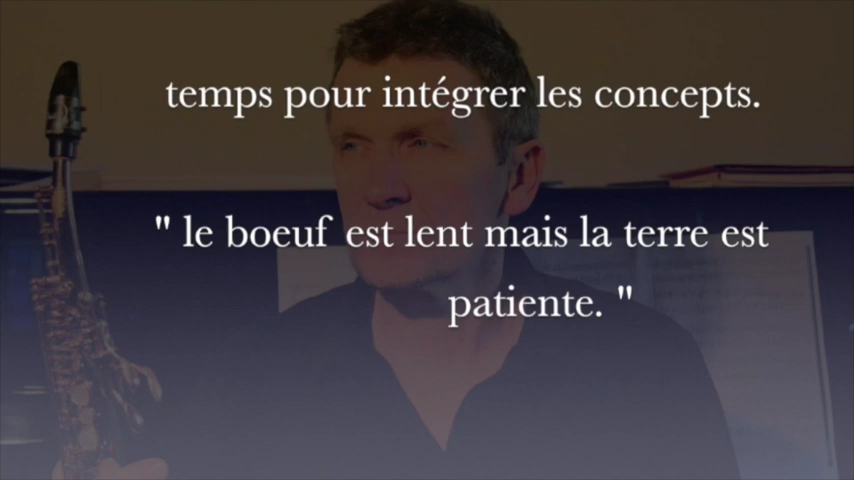 temps pour intégrer les concepts.
" le boeuf est lent mais la terre est
patiente. "